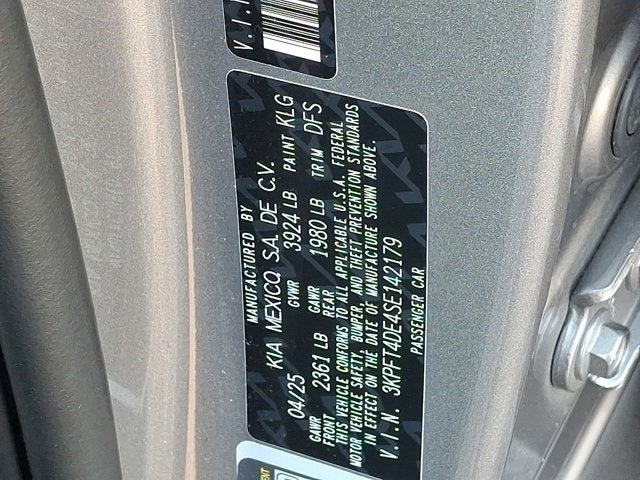 V.I.N
MANUFACTURED BY
KIA MEXICO, S.A. DE C.V.
04/25 GVWR 3924 LB PAINT KLG
GAWR FRONT 2361 LB GAWR REAR 1980 LB TRIM DFS
THIS VEHICLE CONFORMS TO ALL APPLICABLE U.S.A. FEDERAL
MOTOR VEHICLE SAFETY, BUMPER, AND THEFT PREVENTION STANDARDS
IN EFFECT ON THE DATE OF MANUFACTURE SHOWN ABOVE.
V.I.N. 3KPFT4DE4SE142179
PASSENGER CAR